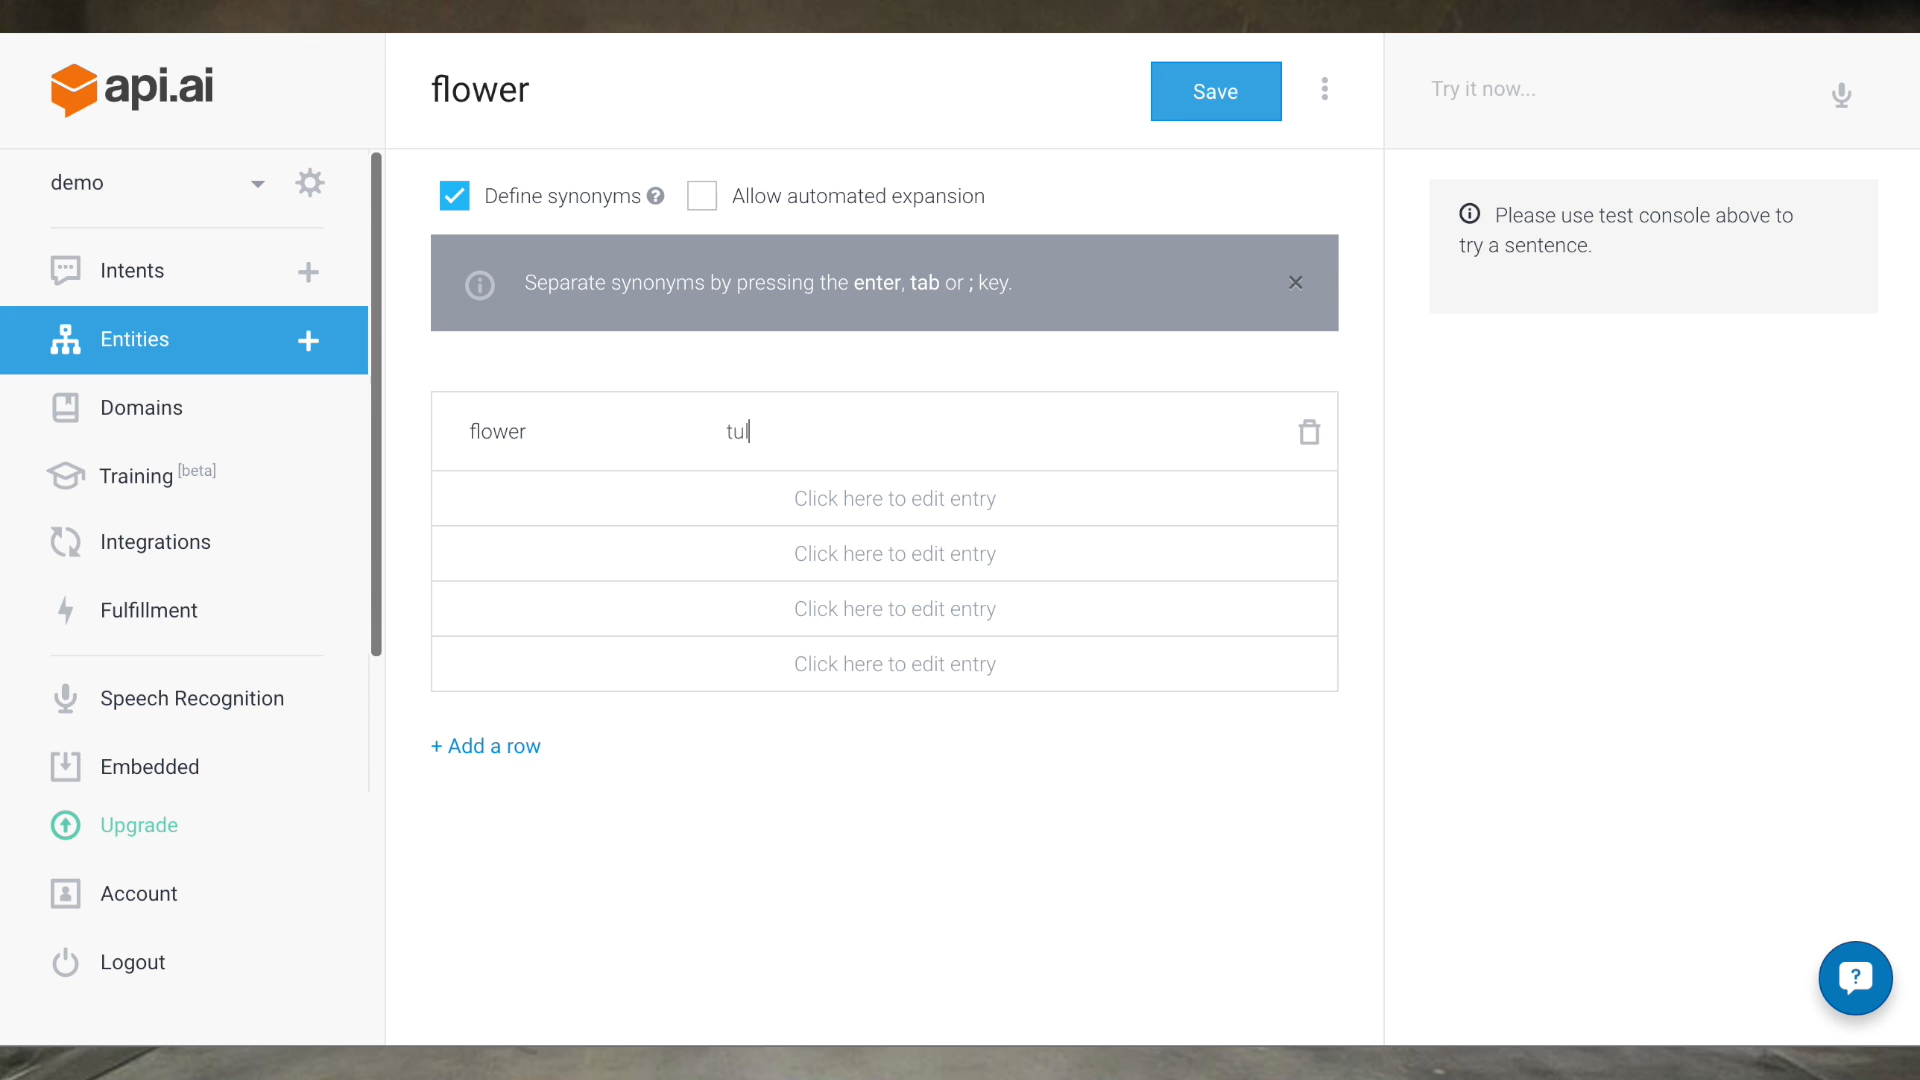 api.ai
demo
Intents
Entities
Domains
Training [beta]
Integrations
Fulfillment
Speech Recognition
Embedded
Upgrade
Account
Logout
flower
Save
Define synonyms ?
Allow automated expansion
Separate synonyms by pressing the enter, tab or ; key.
flower tul
Click here to edit entry
Click here to edit entry
Click here to edit entry
Click here to edit entry
+ Add a row
Try it now...
Please use test console above to
try a sentence.
?